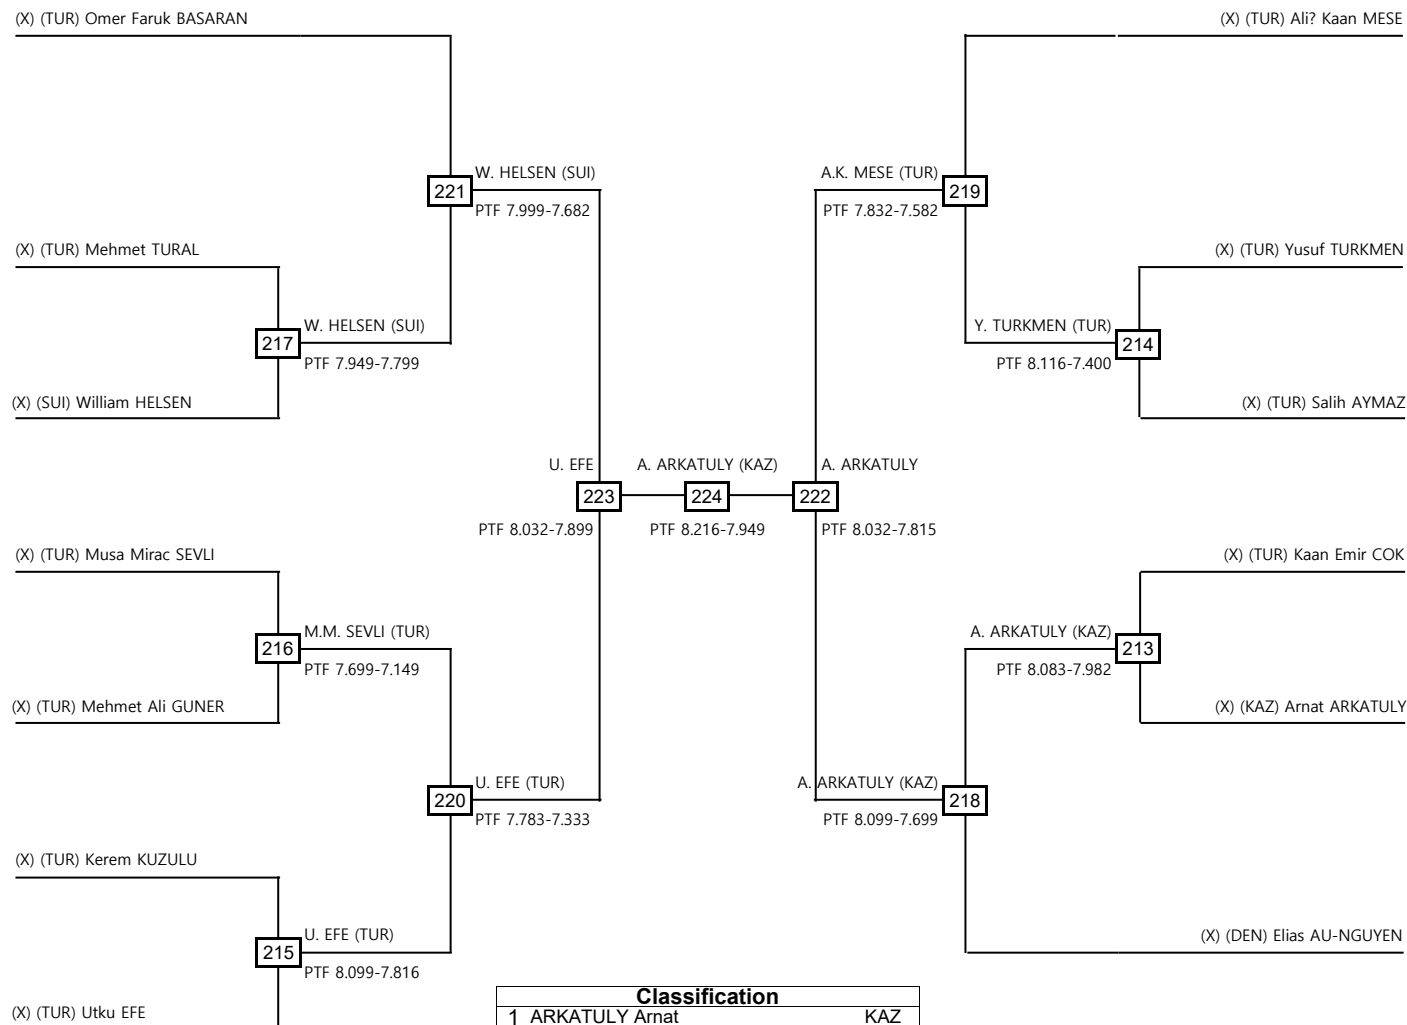 (X) (TUR) Omer Faruk BASARAN
(X) (TUR) Ali? Kaan MESE
W. HELSEN (SUI)
A.K. MESE (TUR)
221
219
PTF 7.999-7.682
PTF 7.832-7.582
(X) (TUR) Mehmet TURAL
(X) (TUR) Yusuf TURKMEN
W. HELSEN (SUI)
Y. TURKMEN (TUR)
217
214
PTF 7.949-7.799
PTF 8.116-7.400
(X) (SUI) William HELSEN
(X) (TUR) Salih AYMAZ
U. EFE
A. ARKATULY (KAZ)
A. ARKATULY
223
224
222
PTF 8.032-7.899
PTF 8.216-7.949
PTF 8.032-7.815
(X) (TUR) Musa Mirac SEVLI
(X) (TUR) Kaan Emir COK
M.M. SEVLI (TUR)
A. ARKATULY (KAZ)
216
213
PTF 7.699-7.149
PTF 8.083-7.982
(X) (TUR) Mehmet Ali GUNER
(X) (KAZ) Arnat ARKATULY
U. EFE (TUR)
A. ARKATULY (KAZ)
220
218
PTF 7.783-7.333
PTF 8.099-7.699
(X) (TUR) Kerem KUZULU
U. EFE (TUR)
(X) (DEN) Elias AU-NGUYEN
215
PTF 8.099-7.816
(X) (TUR) Utku EFE
Classification
1 ARKATULY Arnat KAZ